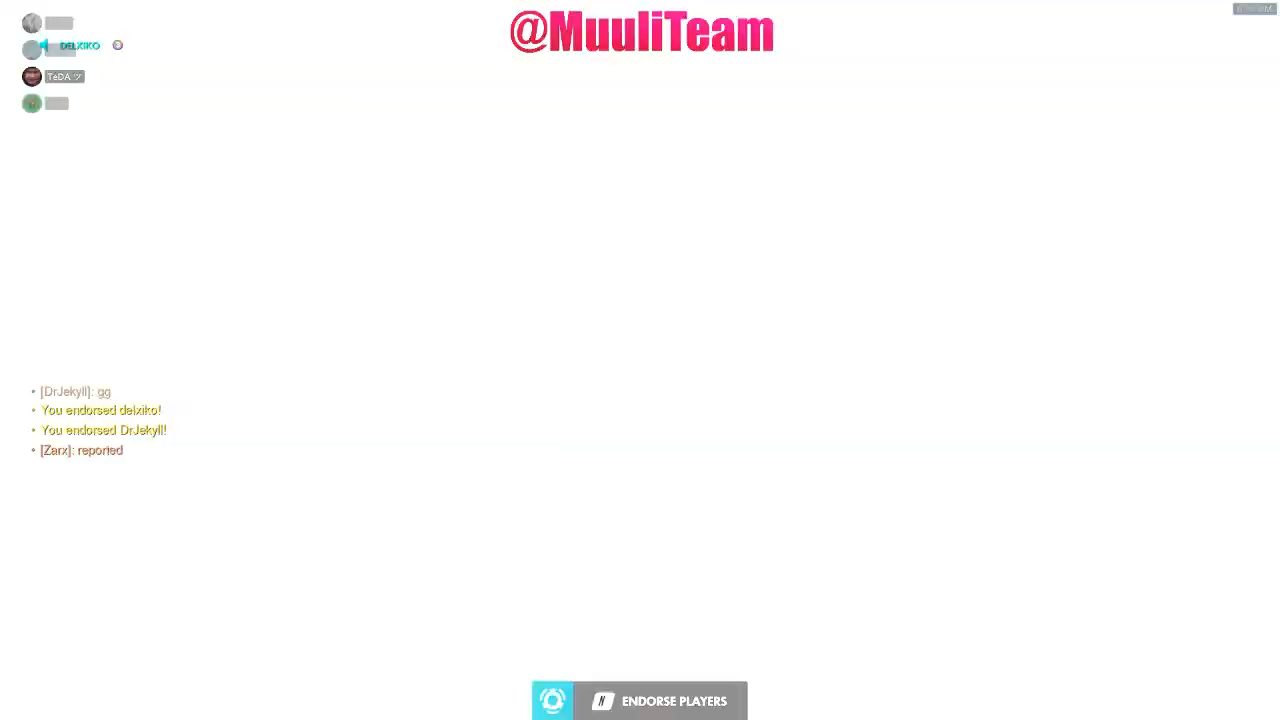 @MuuliTeam
DELXIKO
TeDA ツ
• [DrJekyll]: gg
• You endorsed delxiko!
• You endorsed DrJekyll!
• [Zarx]: reported
N ENDORSE PLAYERS